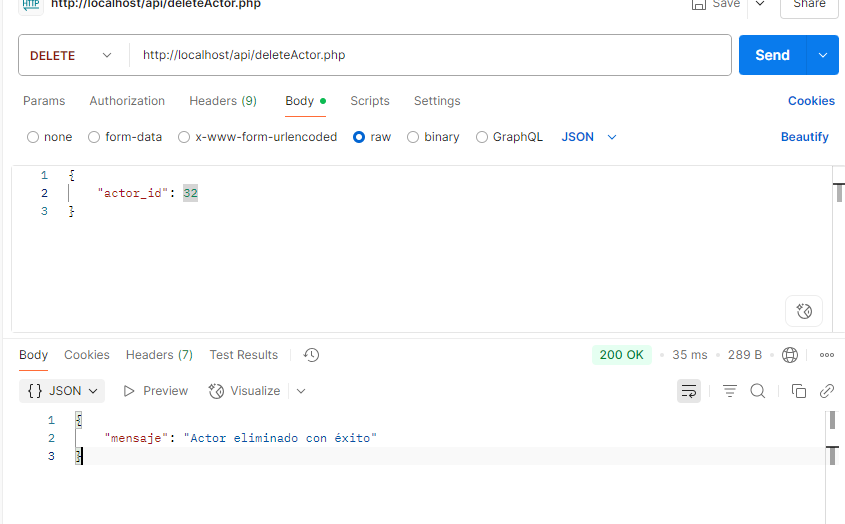 HTTP http://localhost/api/deleteActor.php Save Share
DELETE http://localhost/api/deleteActor.php Send
Params Authorization Headers (9) Body Scripts Settings Cookies
none form-data x-www-form-urlencoded raw binary GraphQL JSON Beautify
1 {
2 "actor_id": 32
3 }
Body Cookies Headers (7) Test Results 200 OK • 35 ms • 289 B
{} JSON Preview Visualize
1 {
2 "mensaje": "Actor eliminado con éxito"
3 }